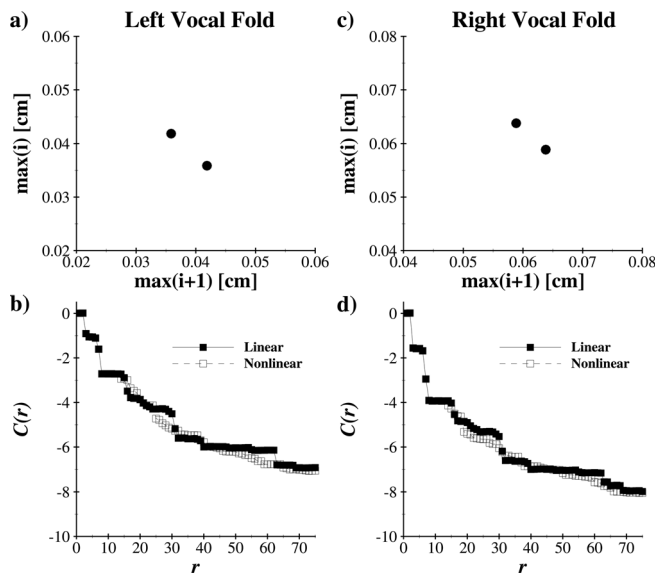 a) Left Vocal Fold
0.06
0.05
0.04
0.03
0.02
max(i) [cm]
0.02 0.03 0.04 0.05 0.06
max(i+1) [cm]
c) Right Vocal Fold
0.08
0.07
0.06
0.05
0.04
max(i) [cm]
0.04 0.05 0.06 0.07 0.08
max(i+1) [cm]
b)
0
-2
-4
-6
-8
-10
C(r)
Linear
Nonlinear
0 10 20 30 40 50 60 70
r
d)
0
-2
-4
-6
-8
-10
C(r)
Linear
Nonlinear
0 10 20 30 40 50 60 70
r